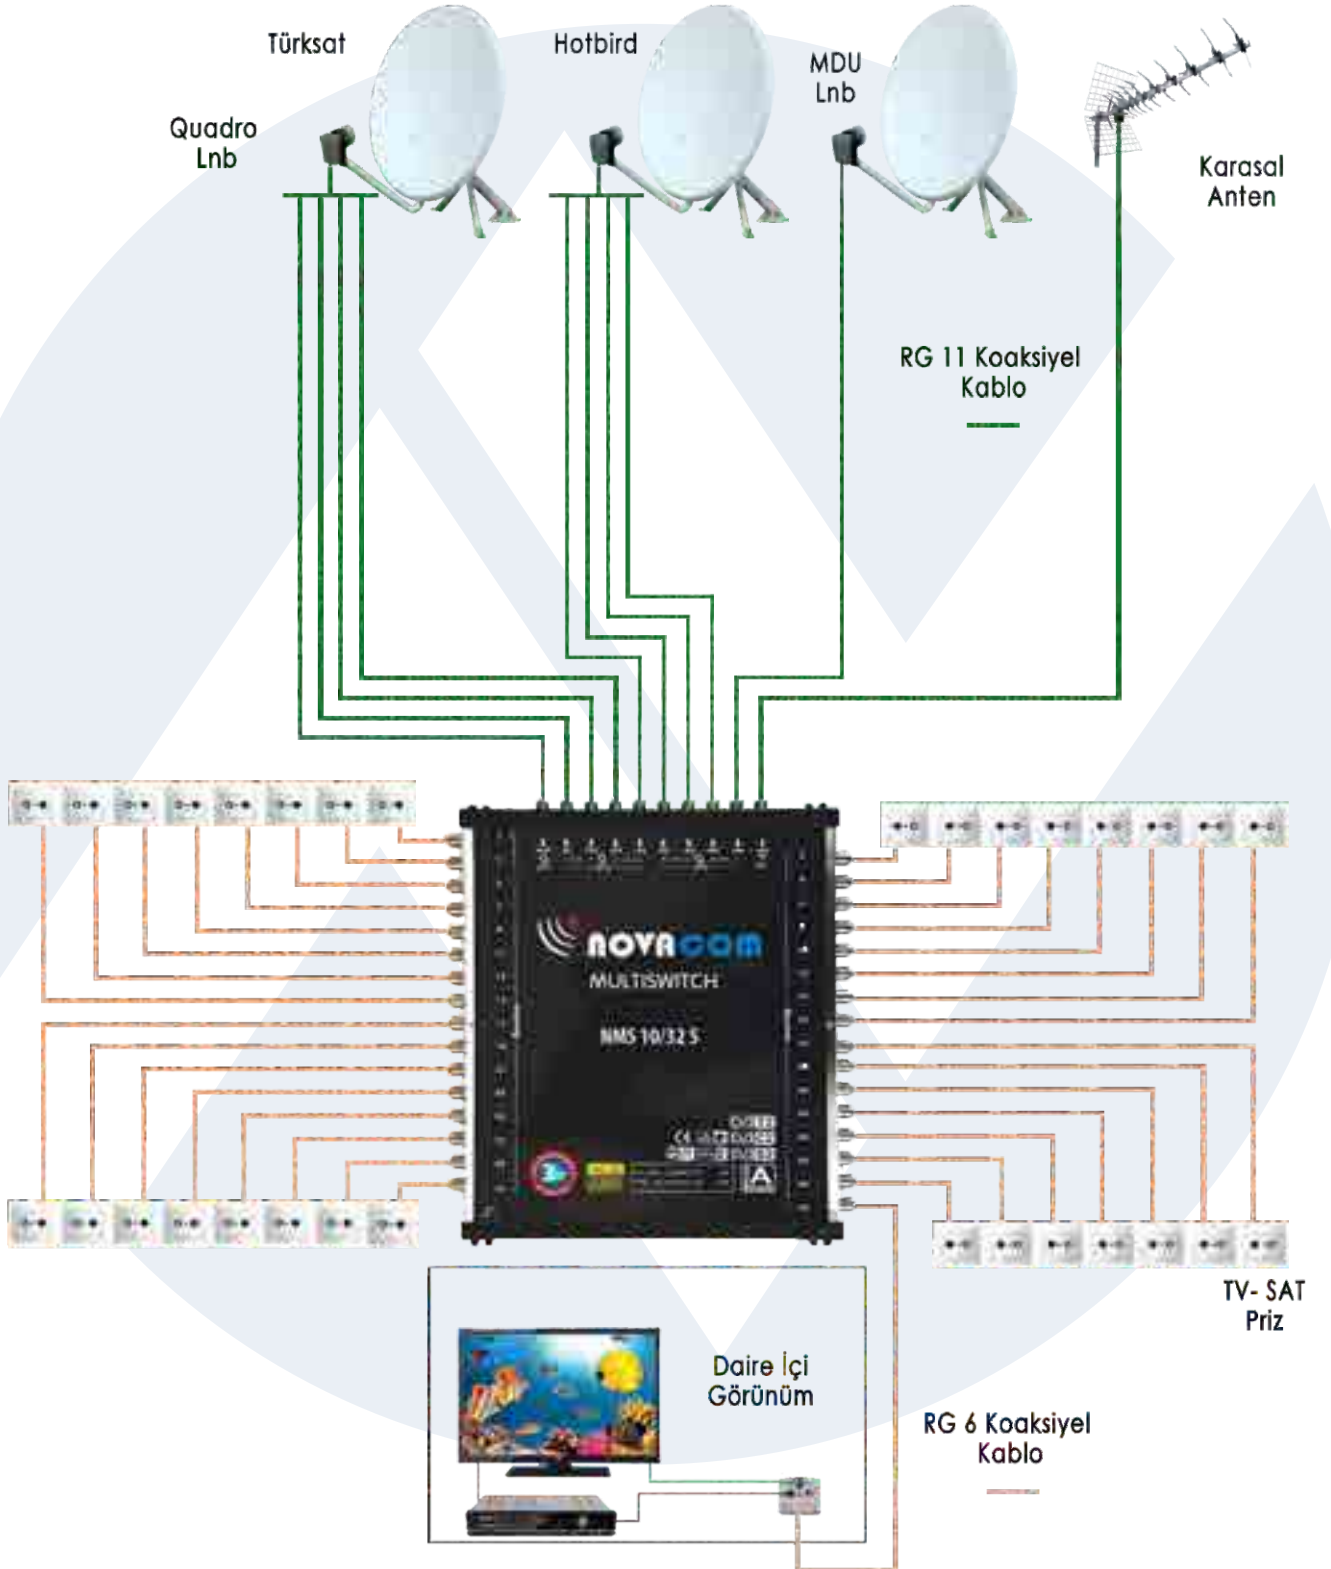 Türksat
Hotbird
MDU
Lnb
Quadro
Lnb
Karasal
Anten
RG 11 Koaksiyel
Kablo
NOVACOM
MULTISWITCH
NMS 10/32 S
A
TV- SAT
Priz
Daire İçi
Görünüm
RG 6 Koaksiyel
Kablo